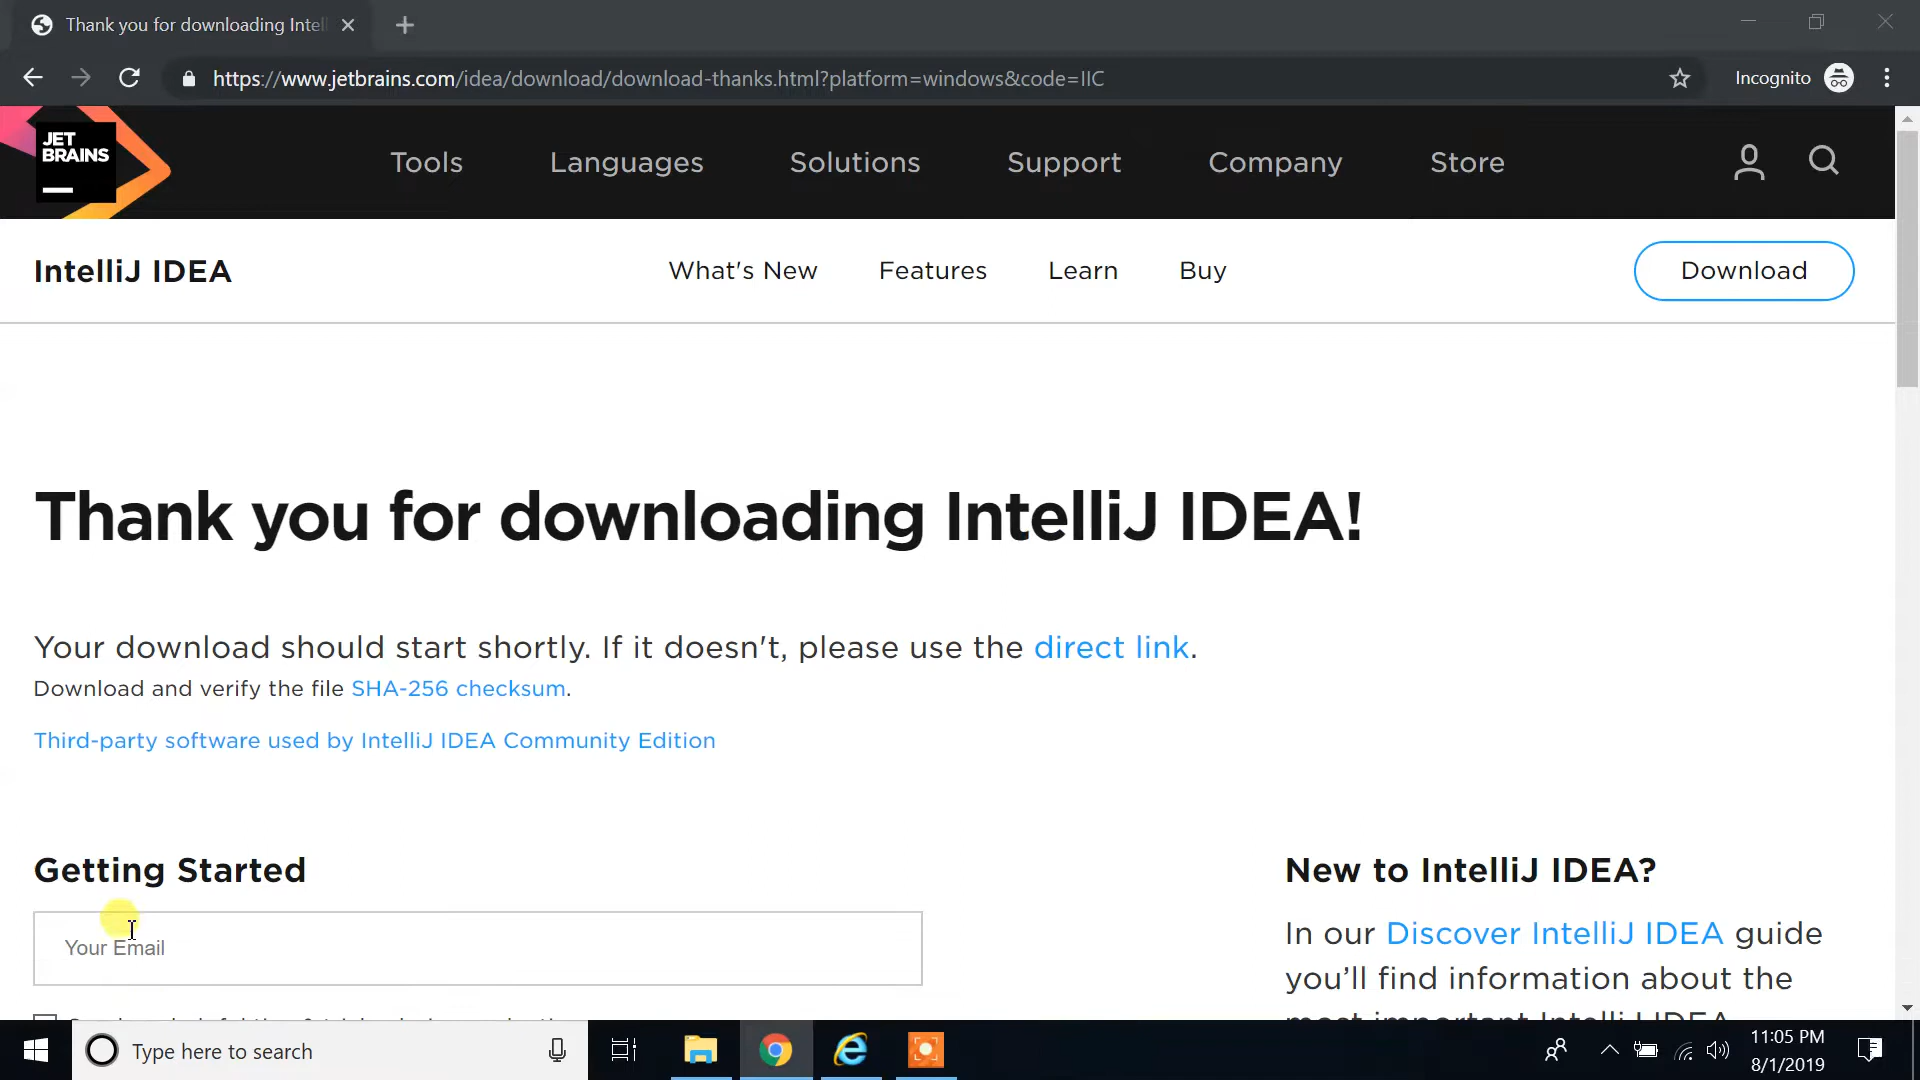 Thank you for downloading Intel
https://www.jetbrains.com/idea/download/download-thanks.html?platform=windows&code=IIC
Incognito
JET
BRAINS
Tools
Languages
Solutions
Support
Company
Store
IntelliJ IDEA
What's New
Features
Learn
Buy
Download
Thank you for downloading IntelliJ IDEA!
Your download should start shortly. If it doesn't, please use the direct link.
Download and verify the file SHA-256 checksum.
Third-party software used by IntelliJ IDEA Community Edition
Getting Started
Your Email
New to IntelliJ IDEA?
In our Discover IntelliJ IDEA guide
you’ll find information about the
most important IntelliJ IDEA
Type here to search
11:05 PM
8/1/2019